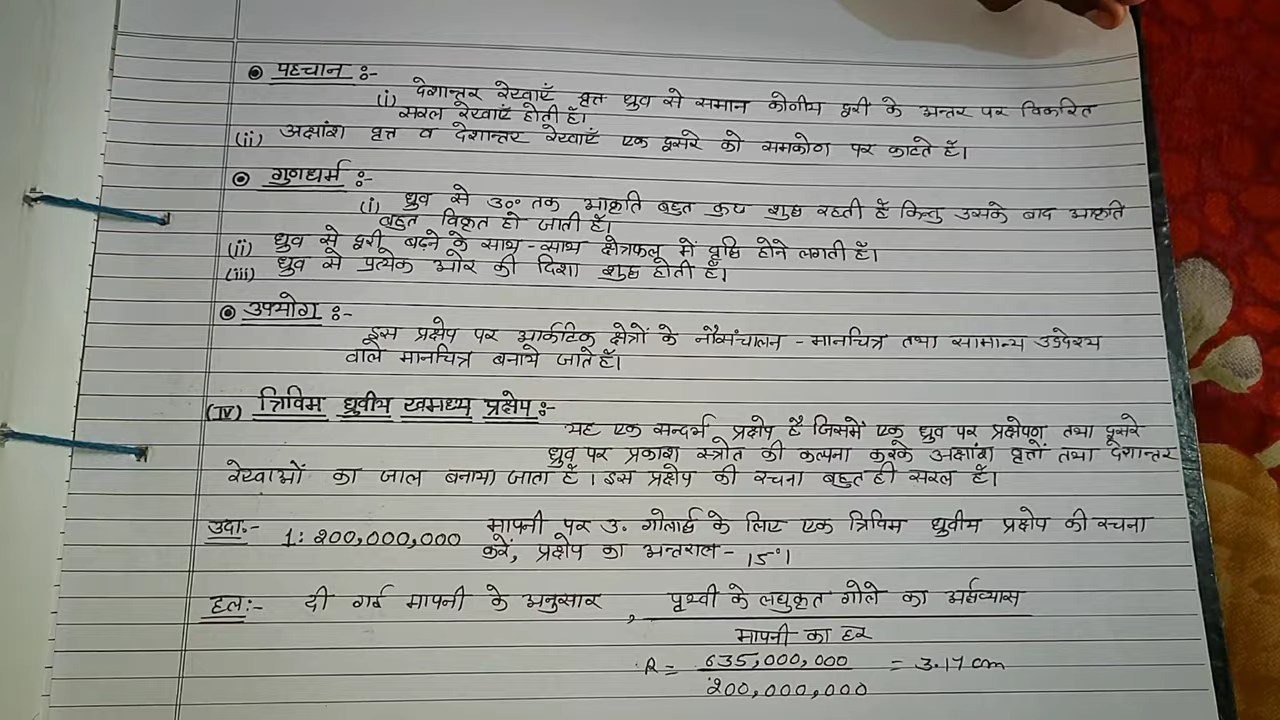 पहचान :-
(i) देशान्तर रेखाएँ वृत्त ध्रुव से समान कोणीय दूरी के अन्तर पर विकरित
सरल रेखाएँ होती हैं।
(ii) अक्षांश वृत्त व देशान्तर रेखाएँ एक दूसरे को समकोण पर काटते हैं।
गुणधर्म :-
(i) ध्रुव से 30° तक आकृति बहुत कुछ शुद्ध रहती है किन्तु उसके बाद आकृति
बहुत विकृत हो जाती है।
(ii) ध्रुव से दूरी बढ़ने के साथ-साथ क्षेत्रफल में वृद्धि होने लगती है।
(iii) ध्रुव से प्रत्येक ओर की दिशा शुद्ध होती है।
उपयोग :-
इस प्रक्षेप पर आर्कटिक क्षेत्रों के नौसंचालन - मानचित्र तथा सामान्य उद्देश्य
वाले मानचित्र बनाये जाते हैं।
(IV) त्रिविम ध्रुवीय खमध्य प्रक्षेप :-
यह एक सन्दर्भ प्रक्षेप है जिसमें एक ध्रुव पर प्रक्षेपण तथा दूसरे
ध्रुव पर प्रकाश स्त्रोत की कल्पना करके अक्षांश वृत्तों तथा देशान्तर
रेखाओं का जाल बनाया जाता है। इस प्रक्षेप की रचना बहुत ही सरल है।
उदा:- 1: 200,000,000 मापनी पर उ. गोलार्द्ध के लिए एक त्रिविम ध्रुवीय प्रक्षेप की रचना
करें, प्रक्षेप का अन्तराल - 15°।
हल:- दी गई मापनी के अनुसार, पृथ्वी के लघुकृत गोले का अर्धव्यास
मापनी का हर
R = 635,000,000 = 3.17 cm
200,000,000